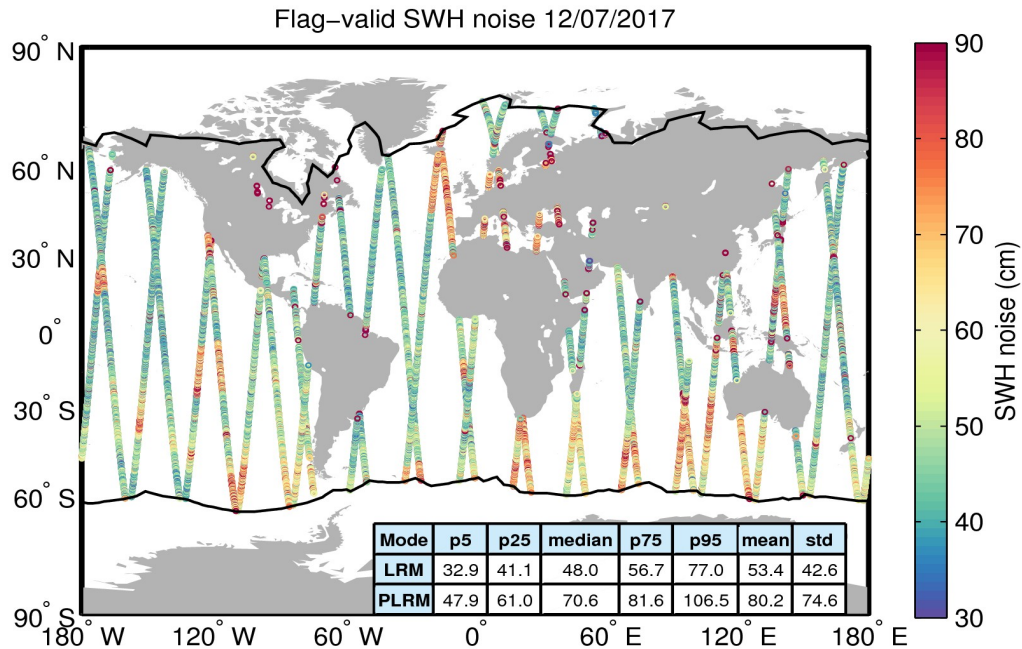 Flag−valid SWH noise 12/07/2017
90° N
60° N
30° N
0°
30° S
60° S
90° S
180° W
120° W
60° W
0°
60° E
120° E
180° E
Mode p5 p25 median p75 p95 mean std
LRM 32.9 41.1 48.0 56.7 77.0 53.4 42.6
PLRM 47.9 61.0 70.6 81.6 106.5 80.2 74.6
90
80
70
60
50
40
30
SWH noise (cm)